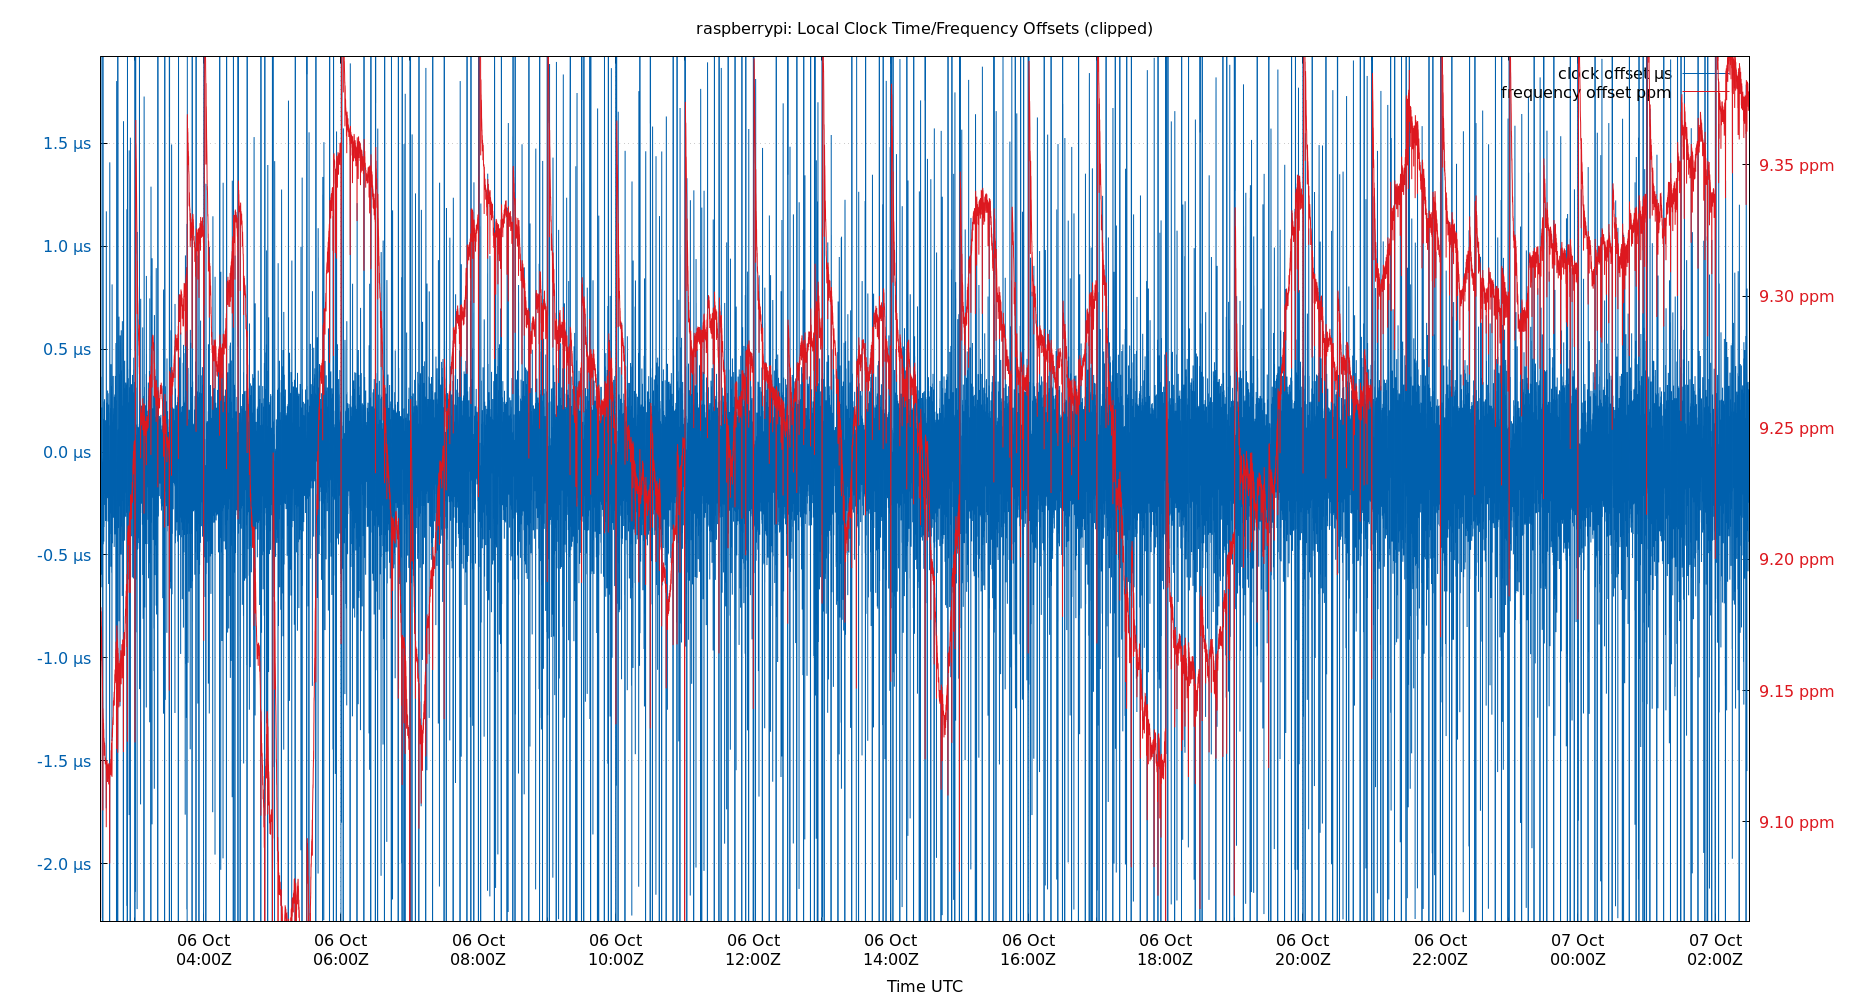 raspberrypi: Local Clock Time/Frequency Offsets (clipped)
clock offset µs
frequency offset ppm
1.5 µs
1.0 µs
0.5 µs
0.0 µs
-0.5 µs
-1.0 µs
-1.5 µs
-2.0 µs
9.35 ppm
9.30 ppm
9.25 ppm
9.20 ppm
9.15 ppm
9.10 ppm
06 Oct 06 Oct 06 Oct 06 Oct 06 Oct 06 Oct 06 Oct 06 Oct 06 Oct 06 Oct 07 Oct 07 Oct
04:00Z 06:00Z 08:00Z 10:00Z 12:00Z 14:00Z 16:00Z 18:00Z 20:00Z 22:00Z 00:00Z 02:00Z
Time UTC